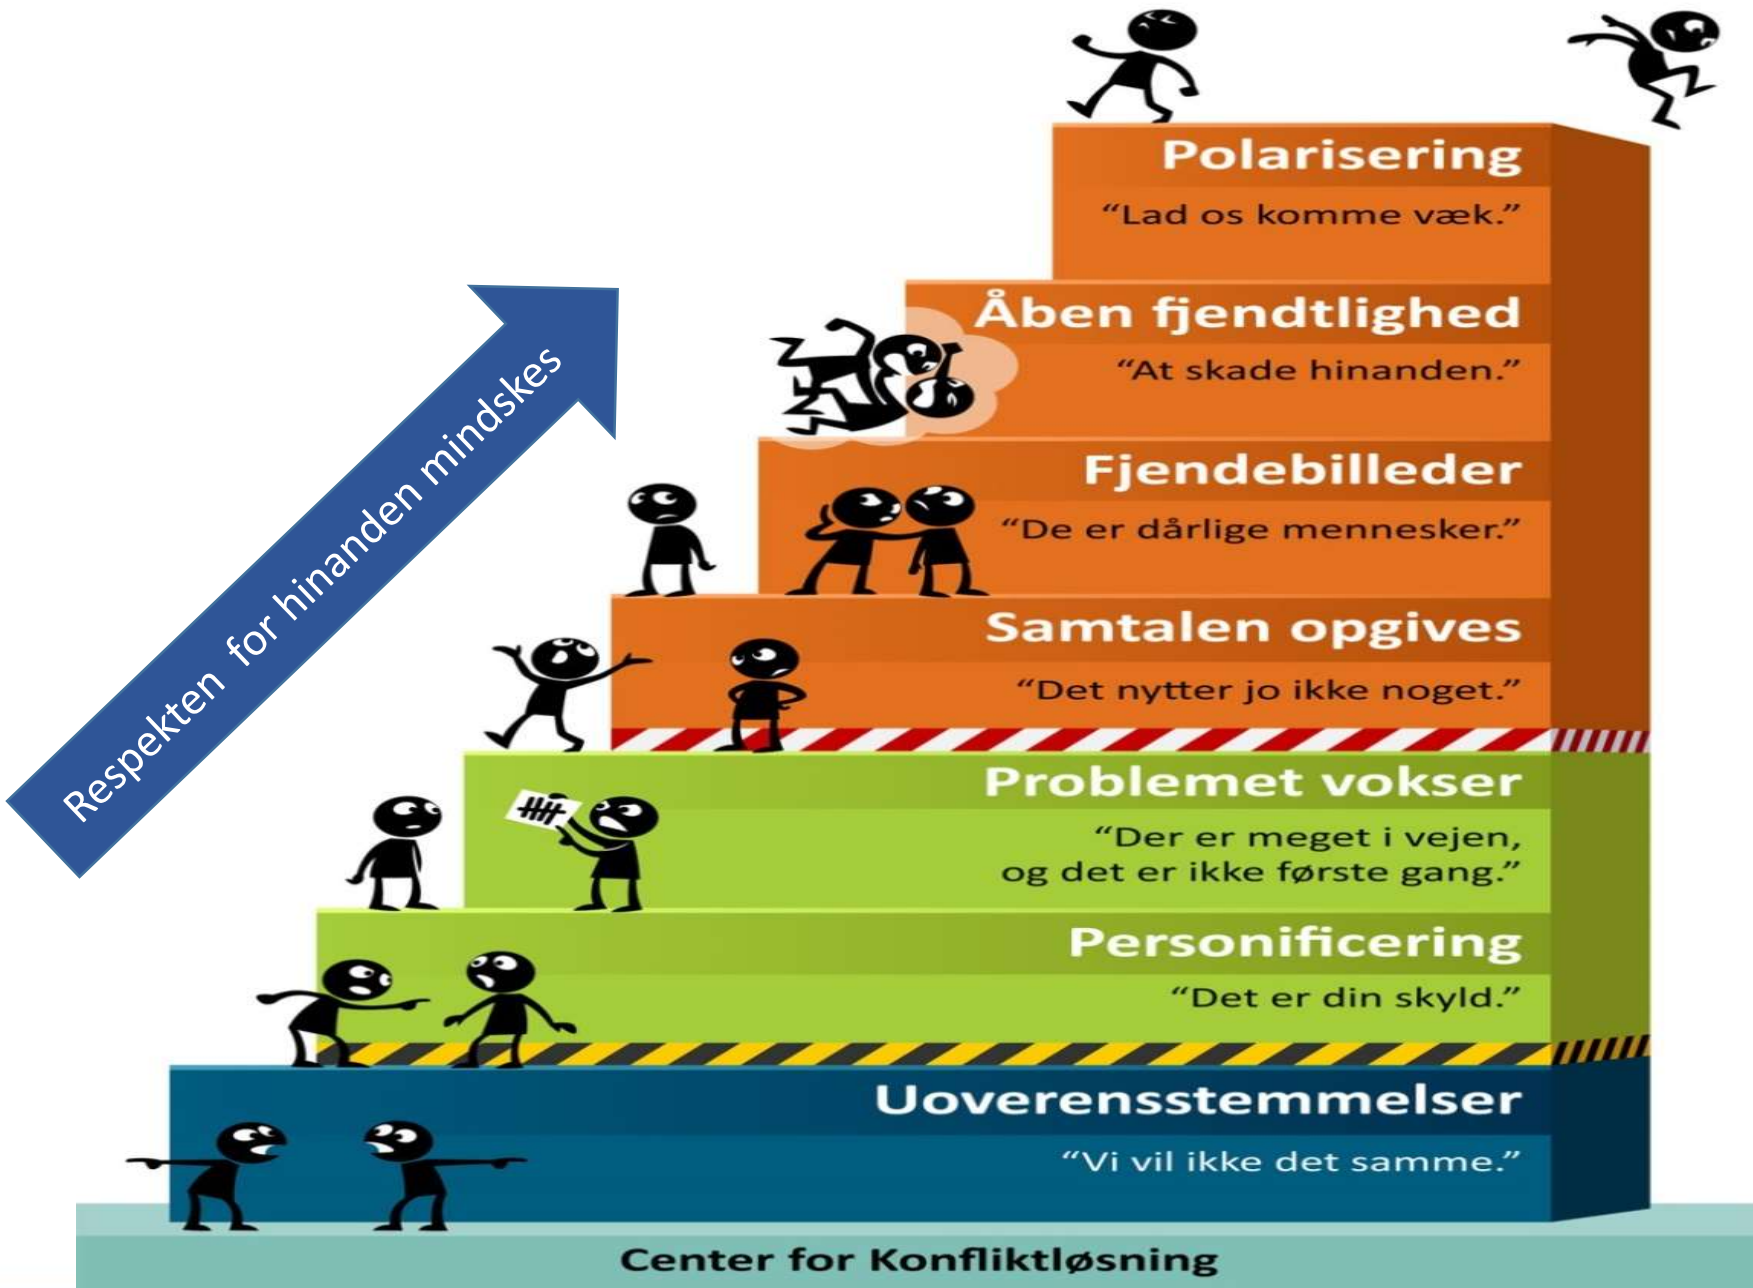 Polarisering
“Lad os komme væk.”
Åben fjendtlighed
“At skade hinanden.”
Fjendebilleder
“De er dårlige mennesker.”
Samtalen opgives
“Det nytter jo ikke noget.”
Problemet vokser
“Der er meget i vejen,
og det er ikke første gang.”
Personificering
“Det er din skyld.”
Uoverensstemmelser
“Vi vil ikke det samme.”
Center for Konfliktløsning
Respekten for hinanden mindskes